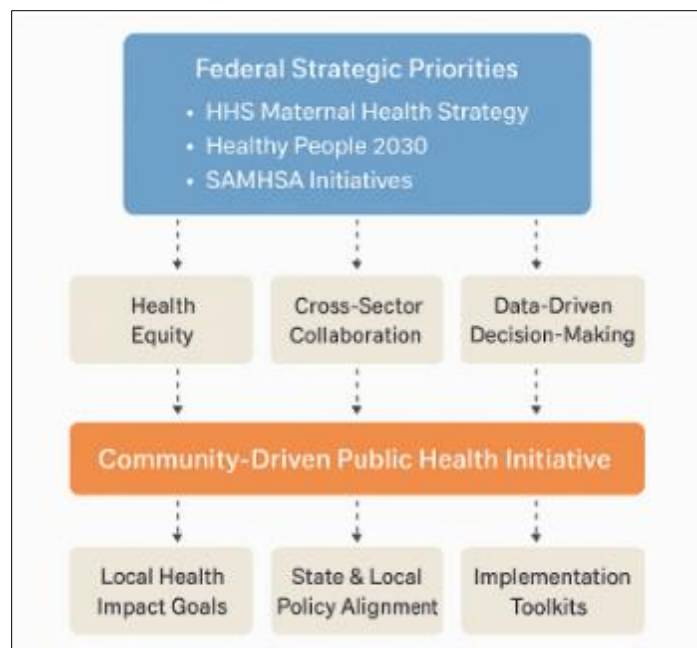 Federal Strategic Priorities
• HHS Maternal Health Strategy
• Healthy People 2030
• SAMHSA Initiatives
Health
Equity
Cross-Sector
Collaboration
Data-Driven
Decision-Making
Community-Driven Public Health Initiative
Local Health
Impact Goals
State & Local
Policy Alignment
Implementation
Toolkits